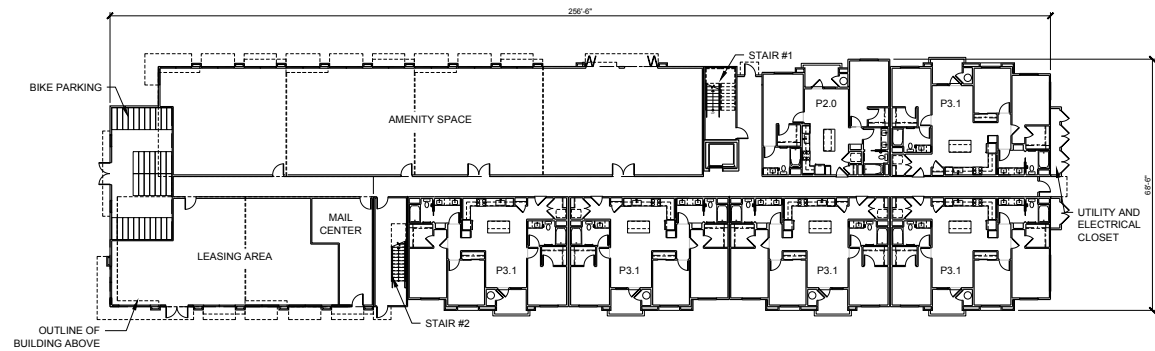 256'-6"
STAIR #1
BIKE PARKING
P2.0
P3.1
AMENITY SPACE
68'-6"
MAIL
CENTER
UTILITY AND
ELECTRICAL
CLOSET
LEASING AREA
P3.1
P3.1
P3.1
P3.1
STAIR #2
OUTLINE OF
BUILDING ABOVE